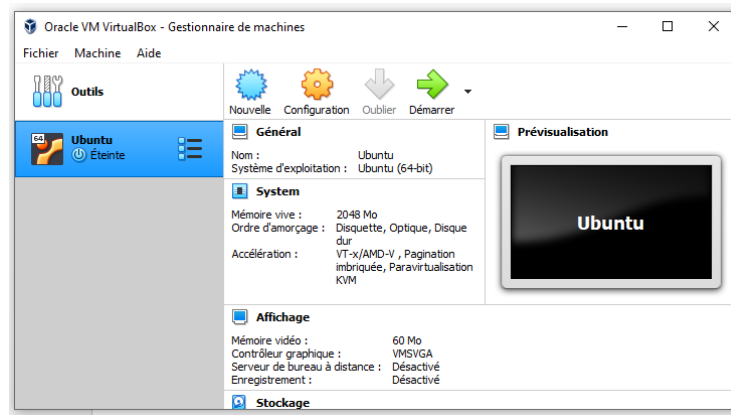 Oracle VM VirtualBox - Gestionnaire de machines
Fichier Machine Aide
Outils
Nouvelle Configuration Oublier Démarrer
64
Ubuntu
Éteinte
Général
Nom : Ubuntu
Système d'exploitation : Ubuntu (64-bit)
System
Mémoire vive : 2048 Mo
Ordre d'amorçage : Disquette, Optique, Disque
dur
Accélération : VT-x/AMD-V , Pagination
imbriquée, Paravirtualisation
KVM
Prévisualisation
Ubuntu
Affichage
Mémoire vidéo : 60 Mo
Contrôleur graphique : VMSVGA
Serveur de bureau à distance : Désactivé
Enregistrement : Désactivé
Stockage